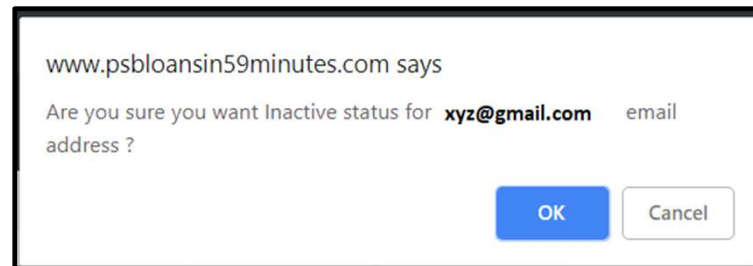 www.psbloansin59minutes.com says
Are you sure you want Inactive status for xyz@gmail.com email
address ?
OK Cancel